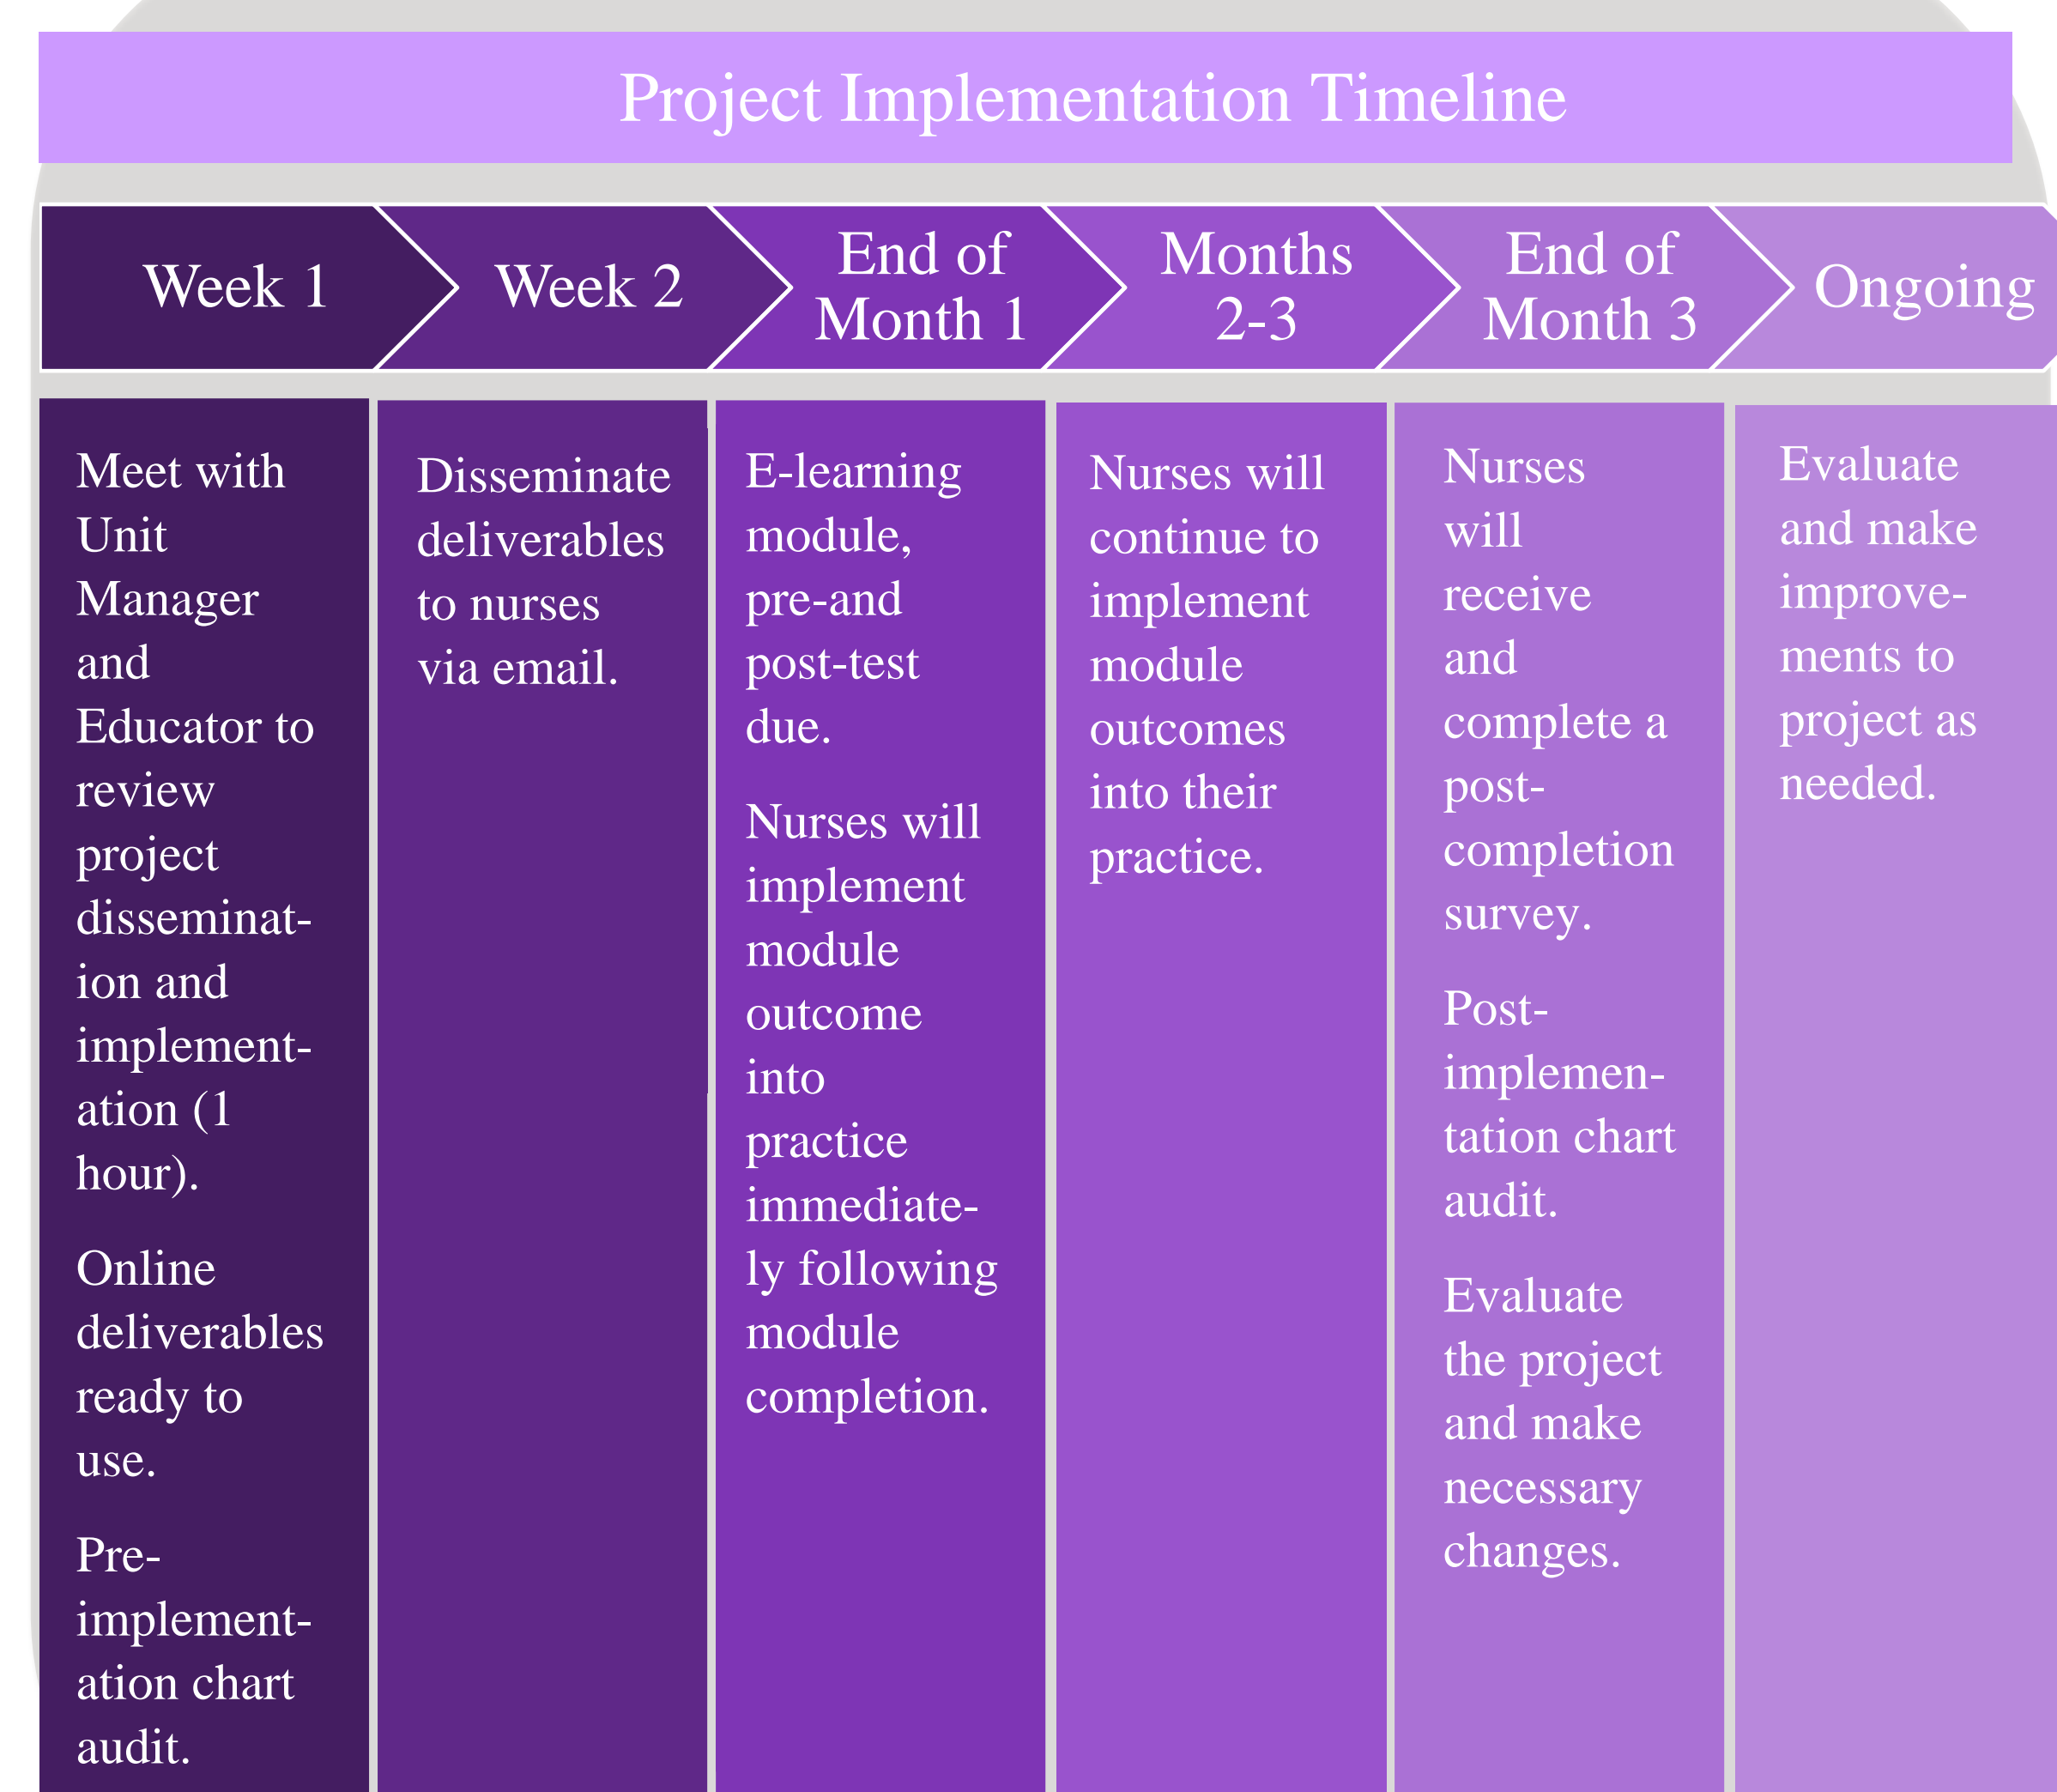 Project Implementation Timeline
Week 1
Week 2
End of
Month 1
Months
2-3
End of
Month 3
Ongoing
Meet with
Unit
Manager
and
Educator to
review
project
disseminat-
ion and
implement-
ation (1
hour).
Online
deliverables
ready to
use.
Pre-
implement-
ation chart
audit.
Disseminate
deliverables
to nurses
via email.
E-learning
module,
pre-and
post-test
due.
Nurses will
implement
module
outcome
into
practice
immediate-
ly following
module
completion.
Nurses will
continue to
implement
module
outcomes
into their
practice.
Nurses
will
receive
and
complete a
post-
completion
survey.
Post-
implemen-
tation chart
audit.
Evaluate
the project
and make
necessary
changes.
Evaluate
and make
improve-
ments to
project as
needed.